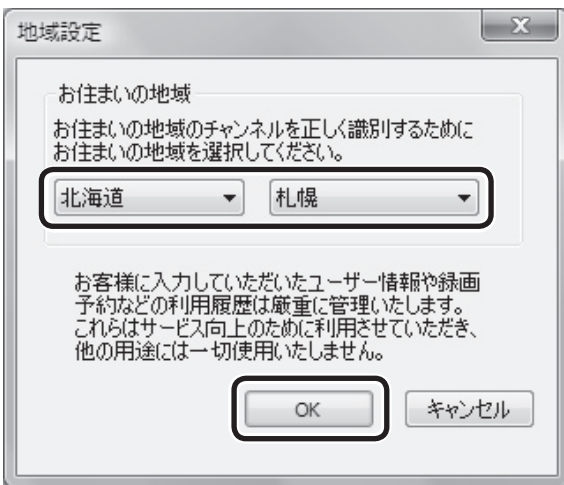 地域設定
お住まいの地域
お住まいの地域のチャンネルを正しく識別するために
お住まいの地域を選択してください。
北海道
札幌
お客様に入力していただいたユーザー情報や録画
予約などの利用履歴は厳重に管理いたします。
これらはサービス向上のために利用させていただき、
他の用途には一切使用いたしません。
OK
キャンセル